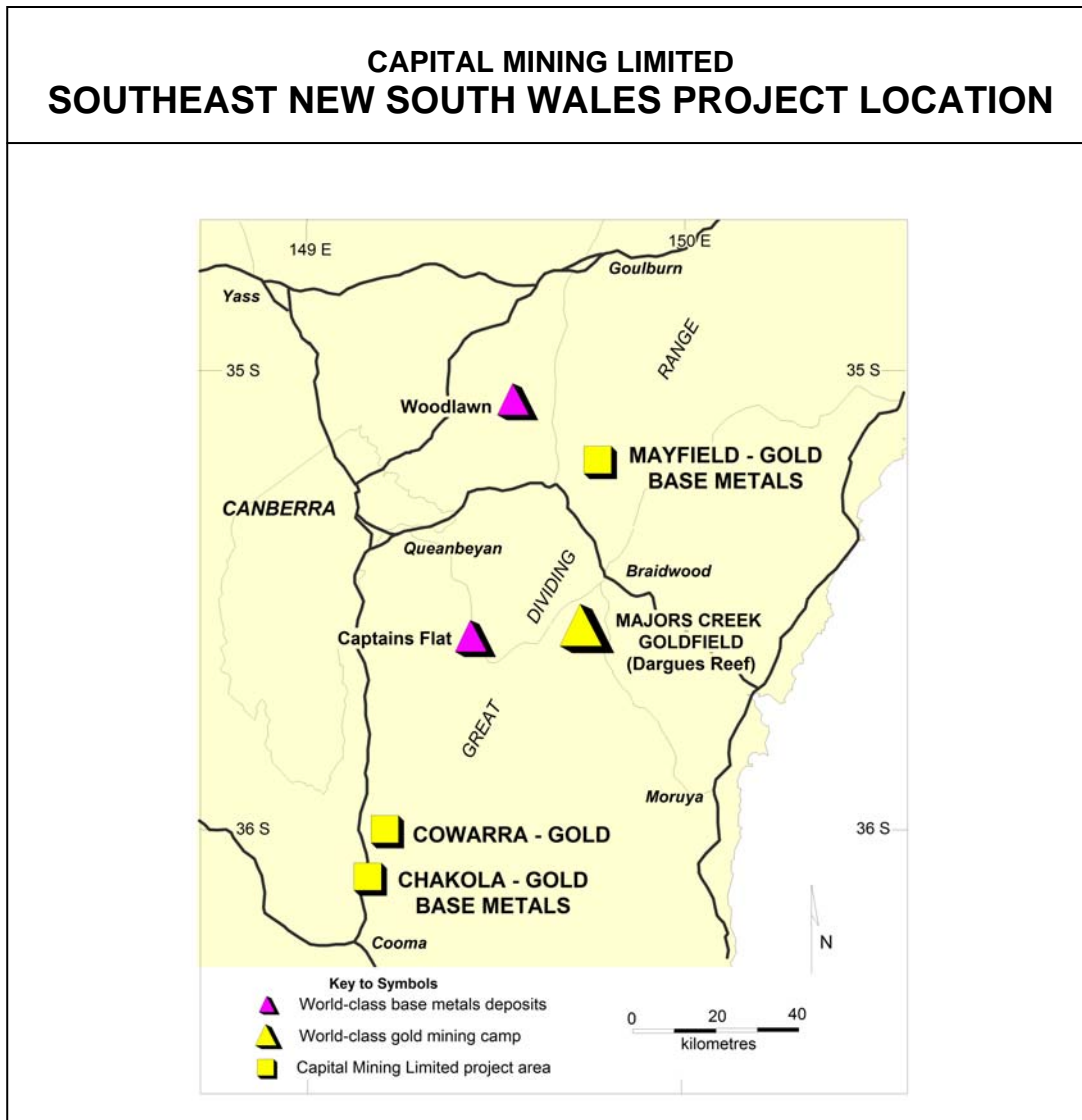 CAPITAL MINING LIMITED
SOUTHEAST NEW SOUTH WALES PROJECT LOCATION
149 E
150 E
Goulburn
Yass
RANGE
35 S
35 S
Woodlawn
MAYFIELD - GOLD
BASE METALS
CANBERRA
Queanbeyan
DIVIDING
Braidwood
MAJORS CREEK
GOLDFIELD
(Dargues Reef)
Captains Flat
GREAT
Moruya
36 S
36 S
COWARRA - GOLD
CHAKOLA - GOLD
BASE METALS
Cooma
N
Key to Symbols
World-class base metals deposits
World-class gold mining camp
Capital Mining Limited project area
0 20 40
kilometres